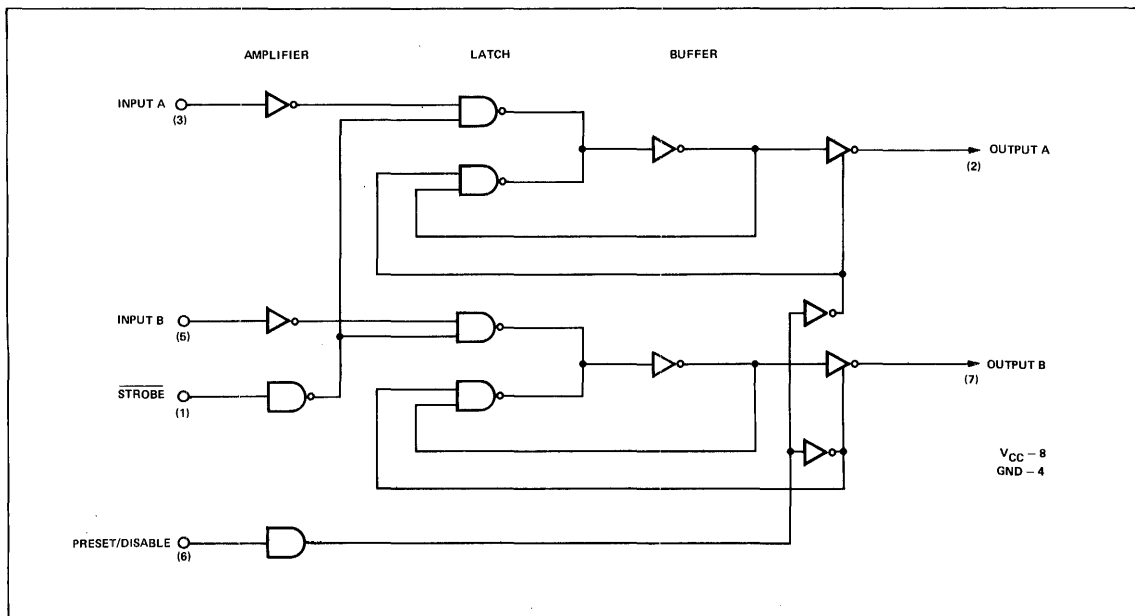 AMPLIFIER
LATCH
BUFFER
INPUT A
(3)
OUTPUT A
(2)
INPUT B
(5)
OUTPUT B
(7)
STROBE
(1)
VCC – 8
GND – 4
PRESET/DISABLE
(6)